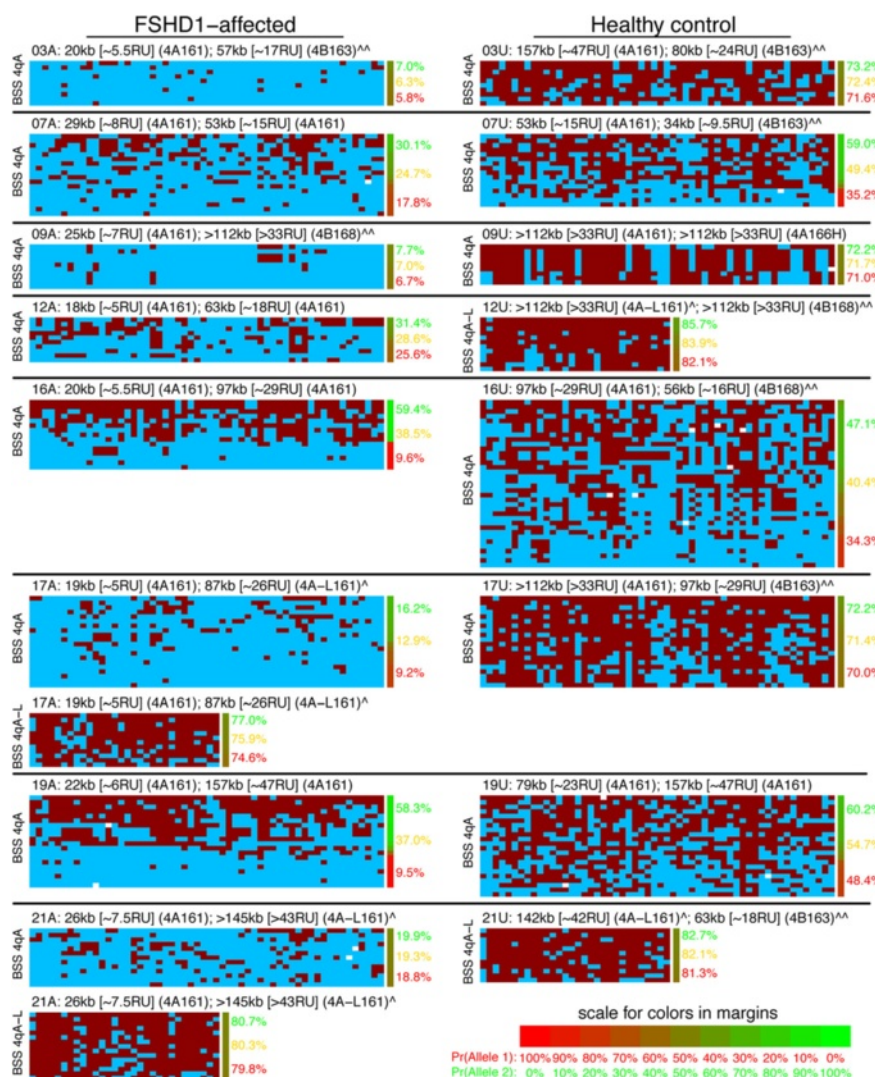 FSHD1-affected
Healthy control
03A: 20kb [~5.5RU] (4A161); 57kb [~17RU] (4B163)^^
BSS 4qA
7.0%
6.3%
5.8%
03U: 157kb [~47RU] (4A161); 80kb [~24RU] (4B163)^^
73.2%
72.4%
71.6%
07A: 29kb [~8RU] (4A161); 53kb [~15RU] (4A161)
BSS 4qA
30.1%
24.7%
17.8%
07U: 53kb [~15RU] (4A161); 34kb [~9.5RU] (4B163)^^
BSS 4qA
59.0%
49.4%
35.2%
09A: 25kb [~7RU] (4A161); >112kb [>33RU] (4B168)^^
BSS 4qA
7.7%
7.0%
6.7%
09U: >112kb [>33RU] (4A161); >112kb [>33RU] (4A166H)
BSS 4qA
72.2%
71.7%
71.0%
12A: 18kb [~5RU] (4A161); 63kb [~18RU] (4A161)
BSS 4qA
31.4%
28.6%
25.6%
12U: >112kb [>33RU] (4A-L161)^; >112kb [>33RU] (4B168)^^
BSS 4qA-L
85.7%
83.9%
82.1%
16A: 20kb [~5.5RU] (4A161); 97kb [~29RU] (4A161)
BSS 4qA
59.4%
38.5%
9.6%
16U: 97kb [~29RU] (4A161); 56kb [~16RU] (4B168)^^
BSS 4qA
47.1%
40.4%
34.3%
17A: 19kb [~5RU] (4A161); 87kb [~26RU] (4A-L161)^
BSS 4qA
16.2%
12.9%
9.2%
17U: >112kb [>33RU] (4A161); 97kb [~29RU] (4B163)^^
BSS 4qA
72.2%
71.4%
70.0%
17A: 19kb [~5RU] (4A161); 87kb [~26RU] (4A-L161)^
BSS 4qA-L
77.0%
75.9%
74.6%
19A: 22kb [~6RU] (4A161); 157kb [~47RU] (4A161)
BSS 4qA
58.3%
37.0%
9.5%
19U: 79kb [~23RU] (4A161); 157kb [~47RU] (4A161)
BSS 4qA
60.2%
54.7%
48.4%
21A: 26kb [~7.5RU] (4A161); >145kb [>43RU] (4A-L161)^
BSS 4qA
19.9%
19.3%
18.8%
21U: 142kb [~42RU] (4A-L161)^; 63kb [~18RU] (4B163)^^
BSS 4qA-L
82.7%
82.1%
81.3%
21A: 26kb [~7.5RU] (4A161); >145kb [>43RU] (4A-L161)^
BSS 4qA-L
80.7%
80.3%
79.8%
scale for colors in margins
Pr(Allele 1): 100% 90% 80% 70% 60% 50% 40% 30% 20% 10% 0%
Pr(Allele 2): 0% 10% 20% 30% 40% 50% 60% 70% 80% 90% 100%